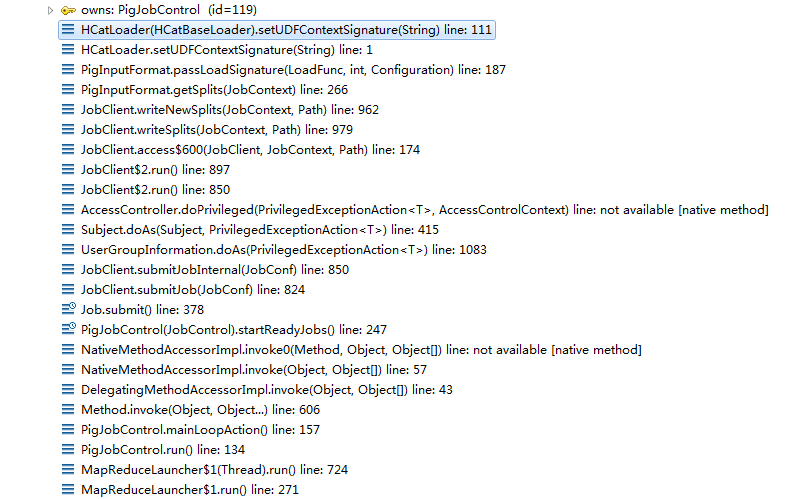 owns: PigJobControl (id=119)
HCatLoader(HCatBaseLoader).setUDFContextSignature(String) line: 111
HCatLoader.setUDFContextSignature(String) line: 1
PigInputFormat.passLoadSignature(LoadFunc, int, Configuration) line: 187
PigInputFormat.getSplits(JobContext) line: 266
JobClient.writeNewSplits(JobContext, Path) line: 962
JobClient.writeSplits(JobContext, Path) line: 979
JobClient.access$600(JobClient, JobContext, Path) line: 174
JobClient$2.run() line: 897
JobClient$2.run() line: 850
AccessController.doPrivileged(PrivilegedExceptionAction<T>, AccessControlContext) line: not available [native method]
Subject.doAs(Subject, PrivilegedExceptionAction<T>) line: 415
UserGroupInformation.doAs(PrivilegedExceptionAction<T>) line: 1083
JobClient.submitJobInternal(JobConf) line: 850
JobClient.submitJob(JobConf) line: 824
Job.submit() line: 378
PigJobControl(JobControl).startReadyJobs() line: 247
NativeMethodAccessorImpl.invoke0(Method, Object, Object[]) line: not available [native method]
NativeMethodAccessorImpl.invoke(Object, Object[]) line: 57
DelegatingMethodAccessorImpl.invoke(Object, Object[]) line: 43
Method.invoke(Object, Object...) line: 606
PigJobControl.mainLoopAction() line: 157
PigJobControl.run() line: 134
MapReduceLauncher$1(Thread).run() line: 724
MapReduceLauncher$1.run() line: 271